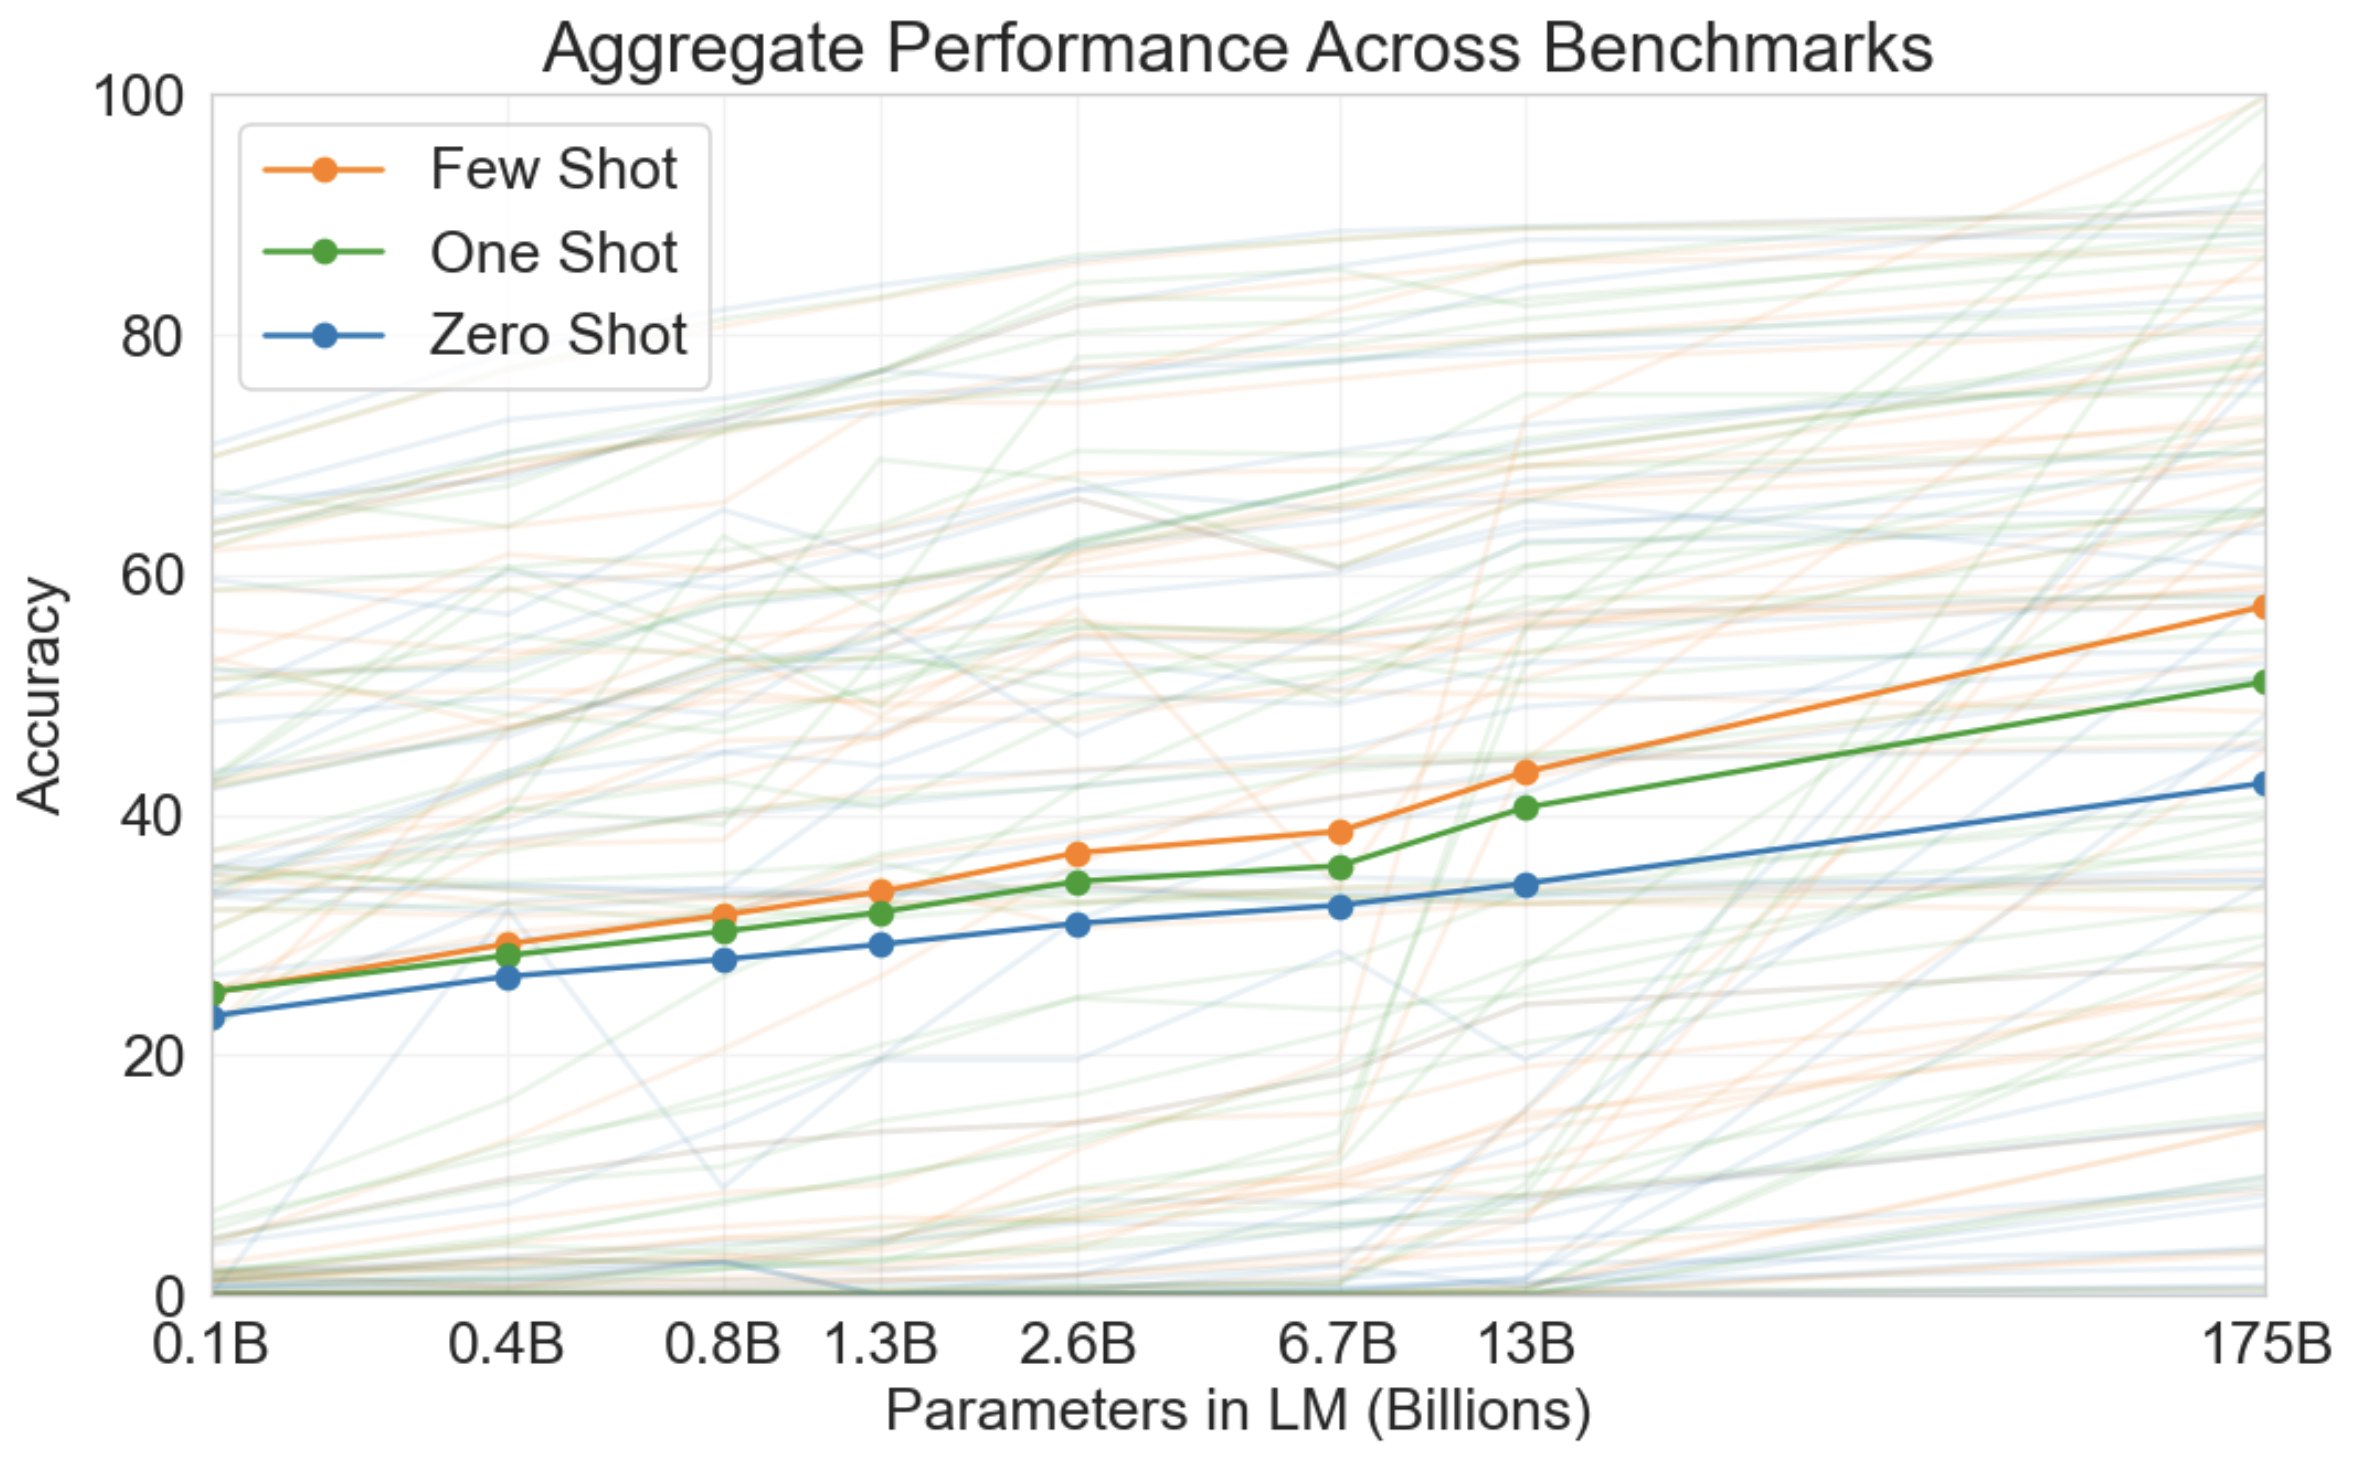 Aggregate Performance Across Benchmarks
100
80
60
40
20
0
Accuracy
Few Shot
One Shot
Zero Shot
0.1B 0.4B 0.8B 1.3B 2.6B 6.7B 13B 175B
Parameters in LM (Billions)